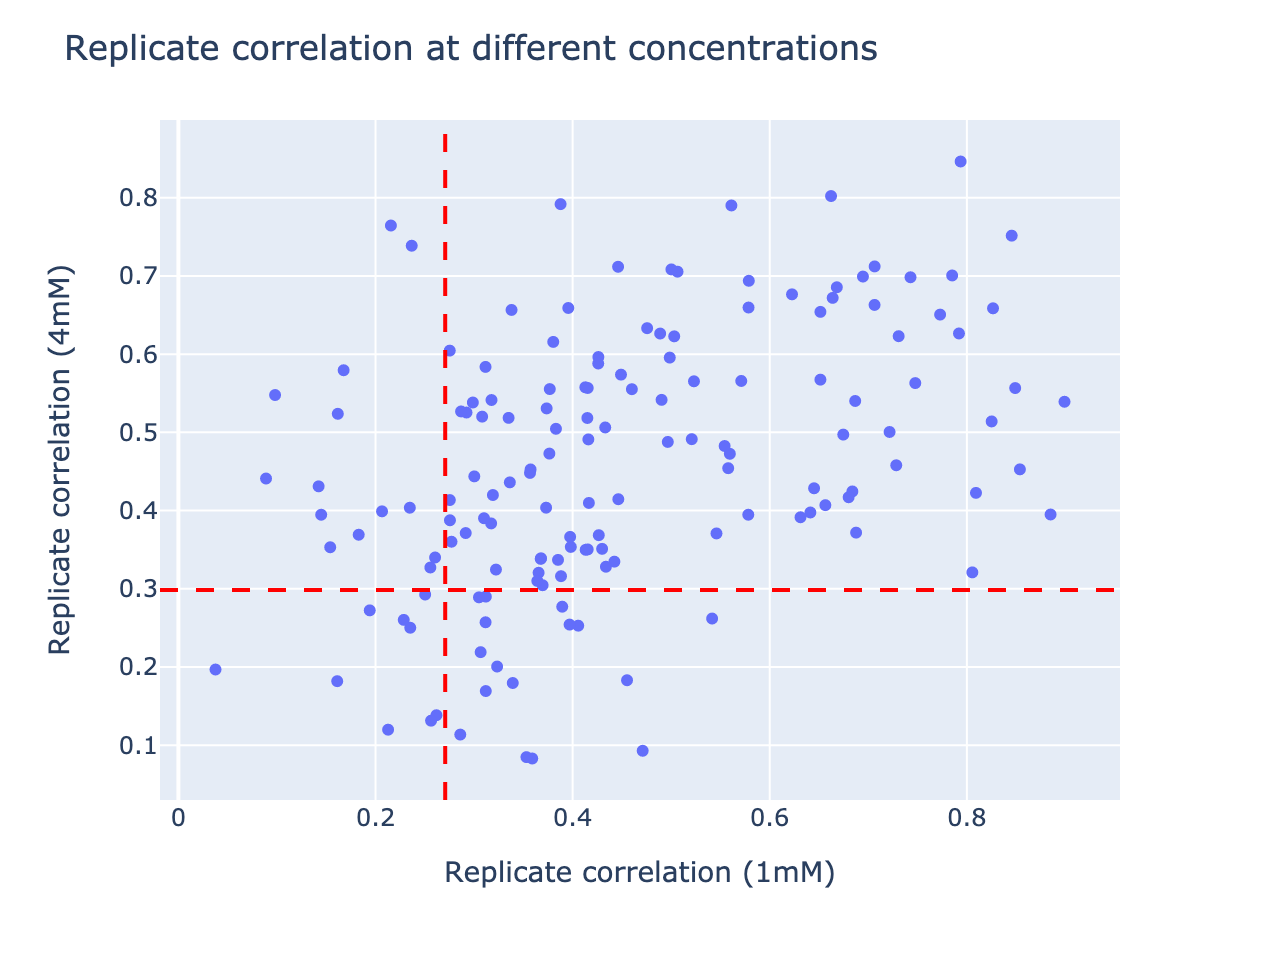 Replicate correlation at different concentrations
Replicate correlation (4mM)
0.8
0.7
0.6
0.5
0.4
0.3
0.2
0.1
0 0.2 0.4 0.6 0.8
Replicate correlation (1mM)